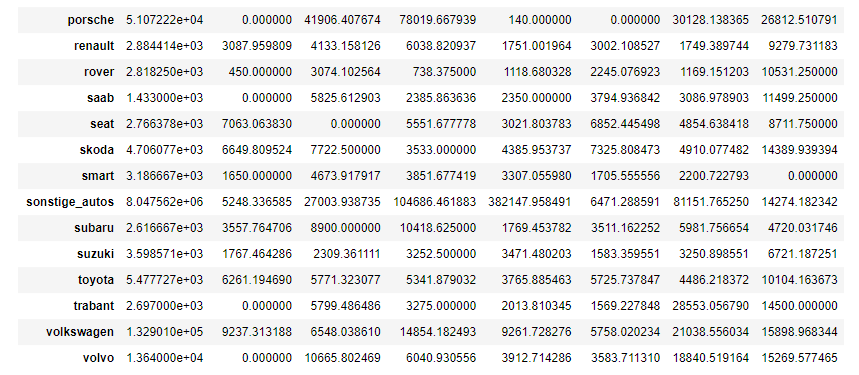 porsche 5.107222e+04 0.000000 41906.407674 78019.667939 140.000000 0.000000 30128.138365 26812.510791
renault 2.884414e+03 3087.959809 4133.158126 6038.820937 1751.001964 3002.108527 1749.389744 9279.731183
rover 2.818250e+03 450.000000 3074.102564 738.375000 1118.680328 2245.076923 1169.151203 10531.250000
saab 1.433000e+03 0.000000 5825.612903 2385.863636 2350.000000 3794.936842 3086.978903 11499.250000
seat 2.766378e+03 7063.063830 0.000000 5551.677778 3021.803783 6852.445498 4854.638418 8711.750000
skoda 4.706077e+03 6649.809524 7722.500000 3533.000000 4385.953737 7325.808473 4910.077482 14389.939394
smart 3.186667e+03 1650.000000 4673.917917 3851.677419 3307.055980 1705.555556 2200.722793 0.000000
sonstige_autos 8.047562e+06 5248.336585 27003.938735 104686.461883 382147.958491 6471.288591 81151.765250 14274.182342
subaru 2.616667e+03 3557.764706 8900.000000 10418.625000 1769.453782 3511.162252 5981.756654 4720.031746
suzuki 3.598571e+03 1767.464286 2309.361111 3252.500000 3471.480203 1583.359551 3250.898551 6721.187251
toyota 5.477727e+03 6261.194690 5771.323077 5341.879032 3765.885463 5725.737847 4486.218372 10104.163673
trabant 2.697000e+03 0.000000 5799.486486 3275.000000 2013.810345 1569.227848 28553.056790 14500.000000
volkswagen 1.329010e+05 9237.313188 6548.038610 14854.182493 9261.728276 5758.020234 21038.556034 15898.968344
volvo 1.364000e+04 0.000000 10665.802469 6040.930556 3912.714286 3583.711310 18840.519164 15269.577465